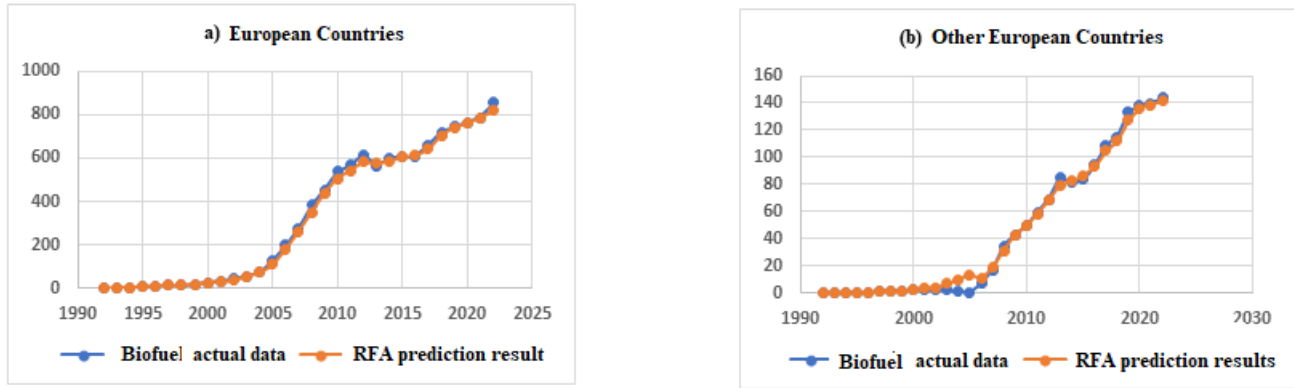 a) European Countries
1000
800
600
400
200
0
1990 1995 2000 2005 2010 2015 2020 2025
Biofuel actual data RFA prediction result
(b) Other European Countries
160
140
120
100
80
60
40
20
0
1990 2000 2010 2020 2030
Biofuel actual data RFA prediction results